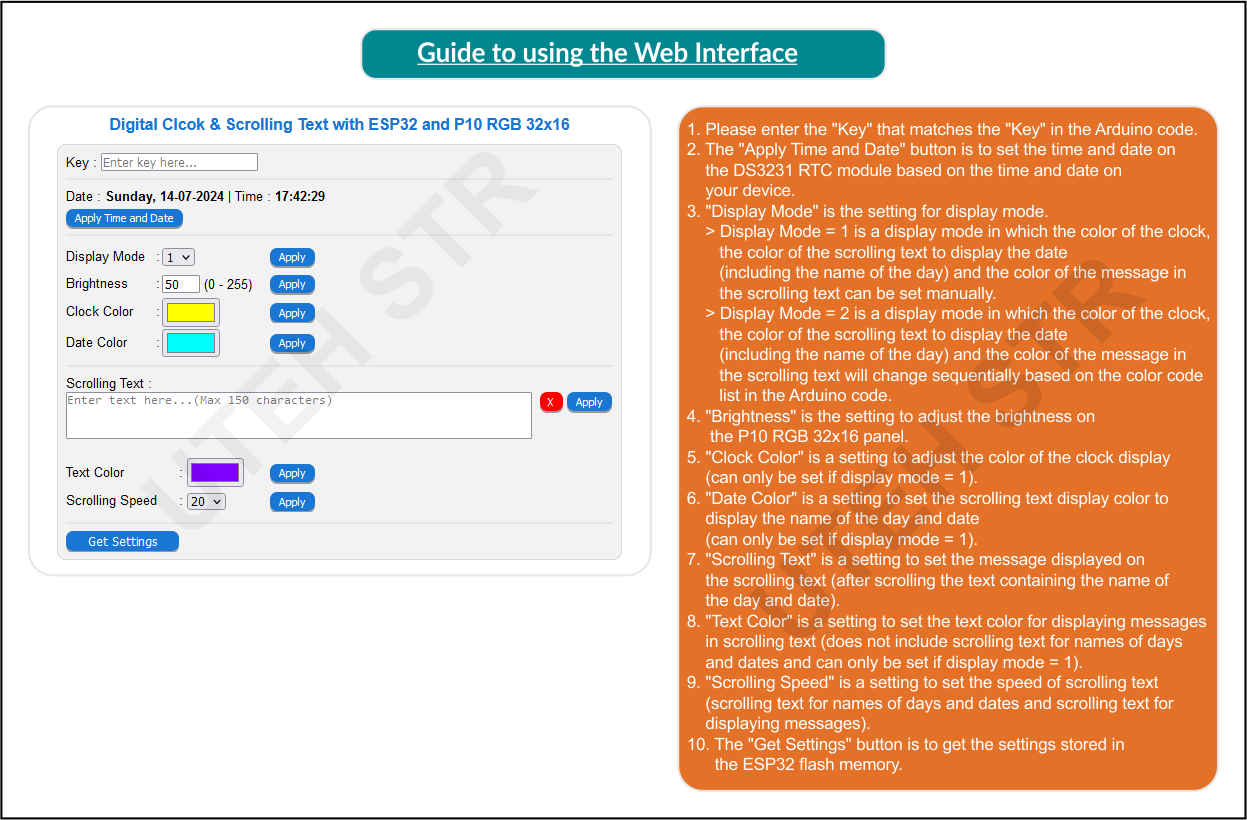 Guide to using the Web Interface
Digital Clcok & Scrolling Text with ESP32 and P10 RGB 32x16
Key : Enter key here...
Date : Sunday, 14-07-2024 | Time : 17:42:29
Apply Time and Date
Display Mode : 1 Apply
Brightness : 50 (0 - 255) Apply
Clock Color : Apply
Date Color : Apply
Scrolling Text :
Enter text here...(Max 150 characters) X Apply
Text Color : Apply
Scrolling Speed : 20 Apply
Get Settings
UTEH STR
1. Please enter the "Key" that matches the "Key" in the Arduino code.
2. The "Apply Time and Date" button is to set the time and date on
the DS3231 RTC module based on the time and date on
your device.
3. "Display Mode" is the setting for display mode.
> Display Mode = 1 is a display mode in which the color of the clock,
the color of the scrolling text to display the date
(including the name of the day) and the color of the message in
the scrolling text can be set manually.
> Display Mode = 2 is a display mode in which the color of the clock,
the color of the scrolling text to display the date
(including the name of the day) and the color of the message in
the scrolling text will change sequentially based on the color code
list in the Arduino code.
4. "Brightness" is the setting to adjust the brightness on
the P10 RGB 32x16 panel.
5. "Clock Color" is a setting to adjust the color of the clock display
(can only be set if display mode = 1).
6. "Date Color" is a setting to set the scrolling text display color to
display the name of the day and date
(can only be set if display mode = 1).
7. "Scrolling Text" is a setting to set the message displayed on
the scrolling text (after scrolling the text containing the name of
the day and date).
8. "Text Color" is a setting to set the text color for displaying messages
in scrolling text (does not include scrolling text for names of days
and dates and can only be set if display mode = 1).
9. "Scrolling Speed" is a setting to set the speed of scrolling text
(scrolling text for names of days and dates and scrolling text for
displaying messages).
10. The "Get Settings" button is to get the settings stored in
the ESP32 flash memory.
UTEH STR